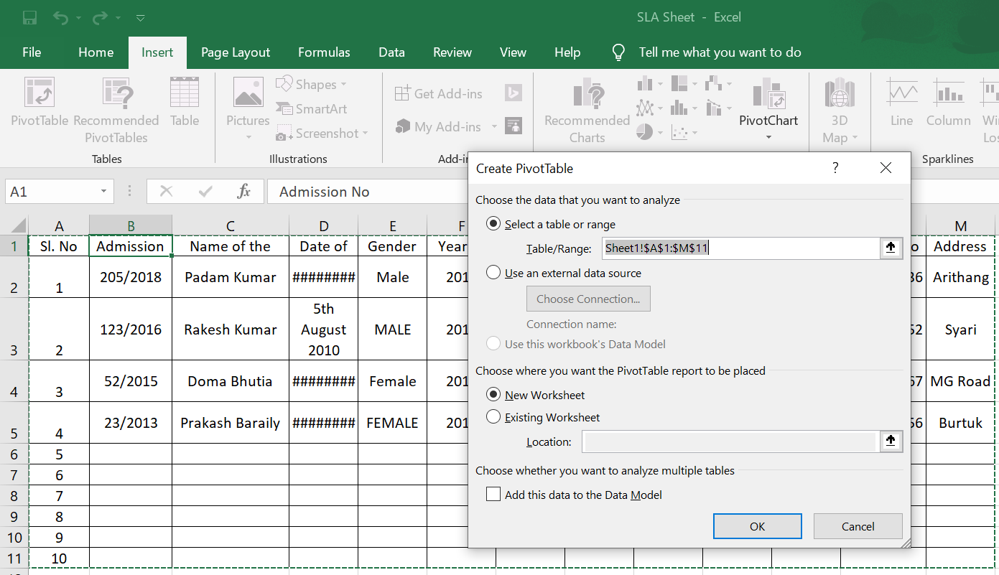 SLA Sheet - Excel
File Home Insert Page Layout Formulas Data Review View Help Tell me what you want to do
PivotTable
Recommended
PivotTables
Table
Tables
Pictures
Shapes
SmartArt
Screenshot
Illustrations
Get Add-ins
My Add-ins
Recommended
Charts
PivotChart
3D
Map
Line
Column
Sparklines
A1 fx Admission No
A B C D E F M
1 Sl. No Admission Name of the Date of Gender Year Address
2 1 205/2018 Padam Kumar ######## Male 201 36 Arithang
3 2 123/2016 Rakesh Kumar 5th August 2010 MALE 201 52 Syari
4 3 52/2015 Doma Bhutia ######## Female 201 57 MG Road
5 4 23/2013 Prakash Baraily ######## FEMALE 201 56 Burtuk
6 5
7 6
8 7
9 8
10 9
11 10
Create PivotTable ?
Choose the data that you want to analyze
Select a table or range
Table/Range: Sheet1!$A$1:$M$11
Use an external data source
Choose Connection...
Connection name:
Use this workbook's Data Model
Choose where you want the PivotTable report to be placed
New Worksheet
Existing Worksheet
Location:
Choose whether you want to analyze multiple tables
Add this data to the Data Model
OK Cancel